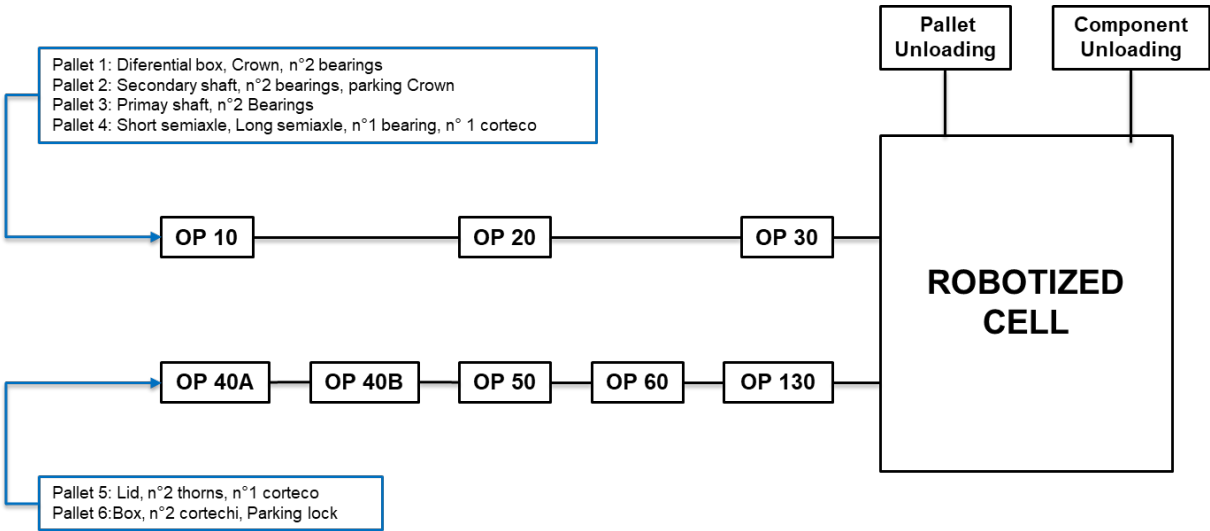 Pallet
Unloading
Component
Unloading
Pallet 1: Diferential box, Crown, n°2 bearings
Pallet 2: Secondary shaft, n°2 bearings, parking Crown
Pallet 3: Primay shaft, n°2 Bearings
Pallet 4: Short semiaxle, Long semiaxle, n°1 bearing, n° 1 corteco
OP 10
OP 20
OP 30
ROBOTIZED
CELL
OP 40A
OP 40B
OP 50
OP 60
OP 130
Pallet 5: Lid, n°2 thorns, n°1 corteco
Pallet 6:Box, n°2 cortechi, Parking lock